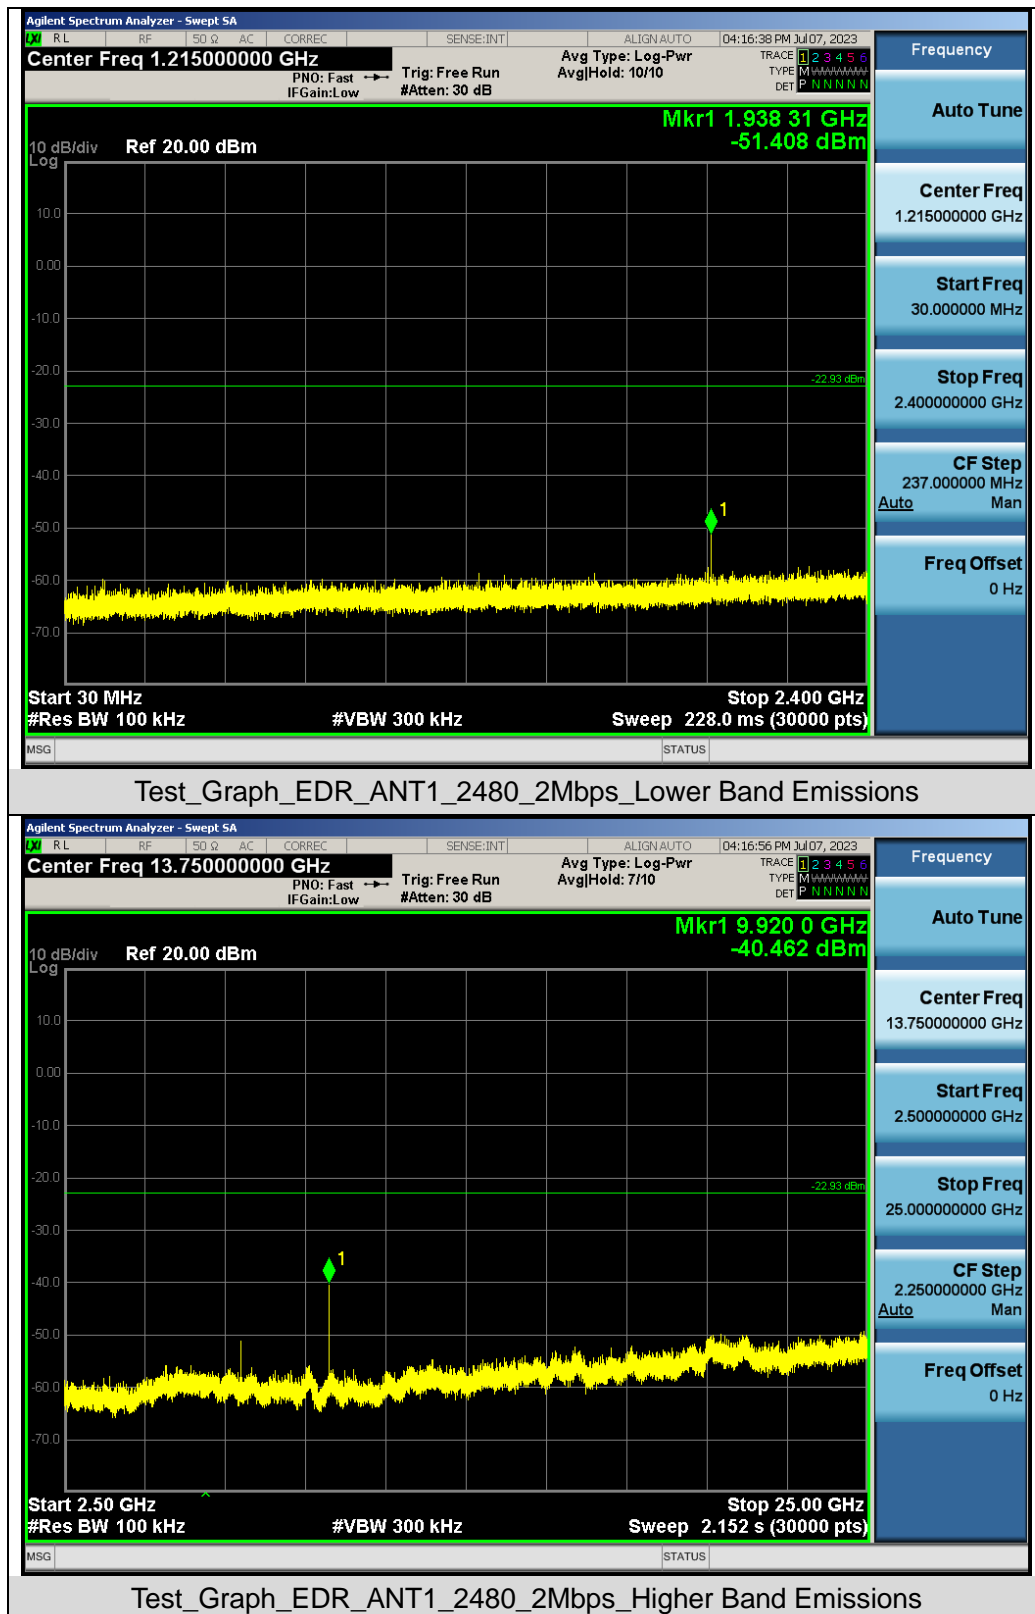 Agilent Spectrum Analyzer - Swept SA
LXI RL RF 50 Ω AC CORREC SENSE:INT ALIGN AUTO 04:16:38 PM Jul 07, 2023
Center Freq 1.215000000 GHz
PNO: Fast
IFGain:Low
Trig: Free Run
#Atten: 30 dB
Avg Type: Log-Pwr
Avg|Hold: 10/10
TRACE 1 2 3 4 5 6
TYPE M WWWWW
DET P N N N N N
Mkr1 1.938 31 GHz
-51.408 dBm
10 dB/div Ref 20.00 dBm
Log
10.0
0.00
-10.0
-20.0
-22.93 dBm
-30.0
-40.0
-50.0
1
-60.0
-70.0
Start 30 MHz Stop 2.400 GHz
#Res BW 100 kHz #VBW 300 kHz Sweep 228.0 ms (30000 pts)
MSG STATUS
Frequency
Auto Tune
Center Freq
1.215000000 GHz
Start Freq
30.000000 MHz
Stop Freq
2.400000000 GHz
CF Step
237.000000 MHz
Auto Man
Freq Offset
0 Hz
Test_Graph_EDR_ANT1_2480_2Mbps_Lower Band Emissions
Agilent Spectrum Analyzer - Swept SA
LXI RL RF 50 Ω AC CORREC SENSE:INT ALIGN AUTO 04:16:56 PM Jul 07, 2023
Center Freq 13.750000000 GHz
PNO: Fast
IFGain:Low
Trig: Free Run
#Atten: 30 dB
Avg Type: Log-Pwr
Avg|Hold: 7/10
TRACE 1 2 3 4 5 6
TYPE M WWWWW
DET P N N N N N
Mkr1 9.920 0 GHz
-40.462 dBm
10 dB/div Ref 20.00 dBm
Log
10.0
0.00
-10.0
-20.0
-22.93 dBm
-30.0
1
-40.0
-50.0
-60.0
-70.0
Start 2.50 GHz Stop 25.00 GHz
#Res BW 100 kHz #VBW 300 kHz Sweep 2.152 s (30000 pts)
MSG STATUS
Frequency
Auto Tune
Center Freq
13.750000000 GHz
Start Freq
2.500000000 GHz
Stop Freq
25.000000000 GHz
CF Step
2.250000000 GHz
Auto Man
Freq Offset
0 Hz
Test_Graph_EDR_ANT1_2480_2Mbps_Higher Band Emissions